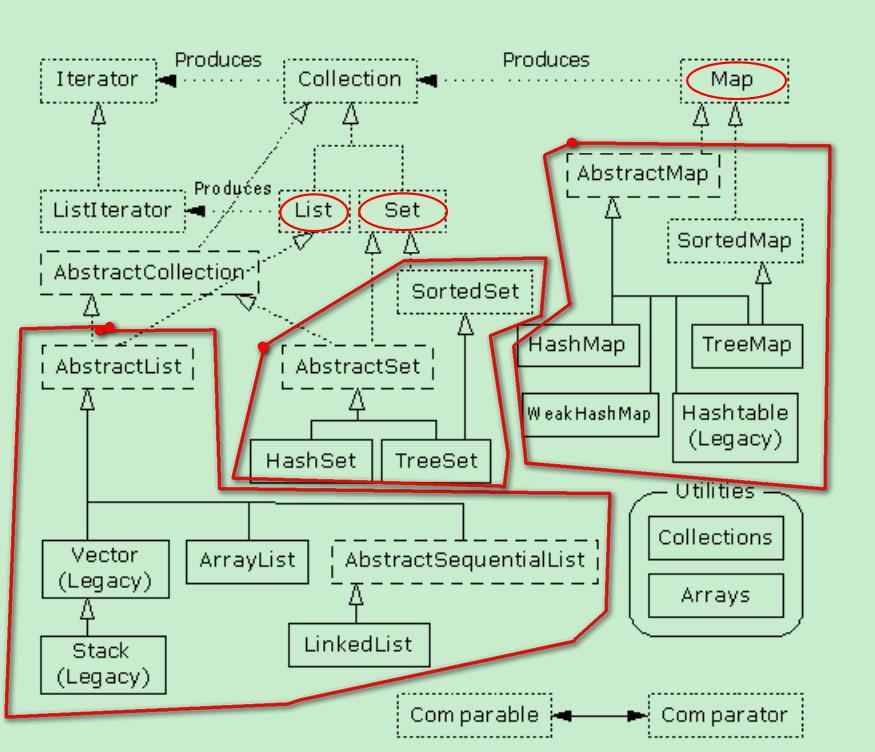 Produces
Produces
Iterator
Collection
Map
AbstractMap
Produces
ListIterator
List
Set
SortedMap
AbstractCollection
SortedSet
HashMap
TreeMap
AbstractList
AbstractSet
WeakHashMap
Hashtable
(Legacy)
HashSet
TreeSet
Utilities
Collections
Vector
(Legacy)
ArrayList
AbstractSequentialList
Arrays
Stack
(Legacy)
LinkedList
Comparable
Comparator